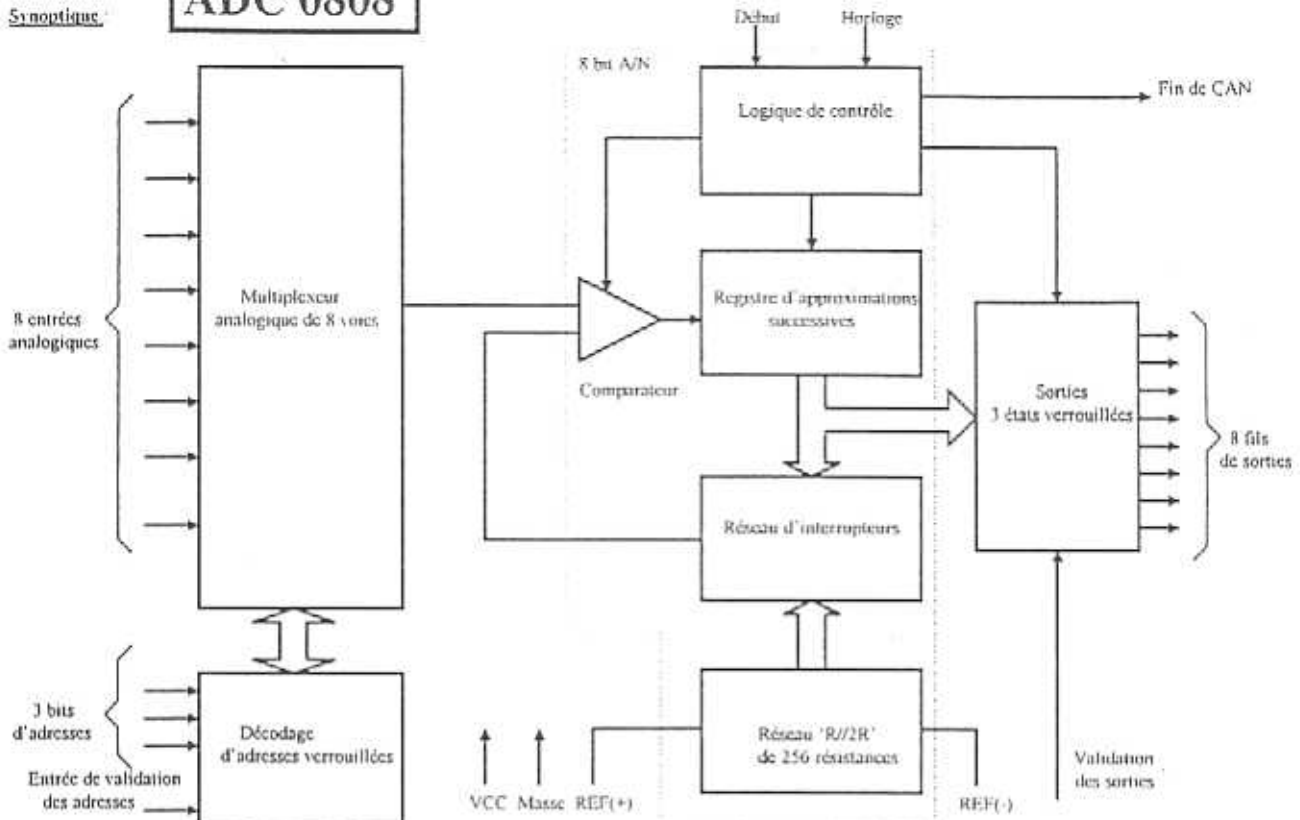 ADC 0808
Synoptique :
Début
Horloge
8 bit A/N
Logique de contrôle
Fin de CAN
8 entrées
analogiques
Multiplexeur
analogique de 8 voies
Comparateur
Registre d'approximations
successives
Sorties
3 états verrouillées
8 fils
de sorties
Réseau d'interrupteurs
3 bits
d'adresses
Décodage
d'adresses verrouillées
Entrée de validation
des adresses
VCC
Masse
REF(+)
Réseau 'R//2R'
de 256 résistances
REF(-)
Validation
des sorties